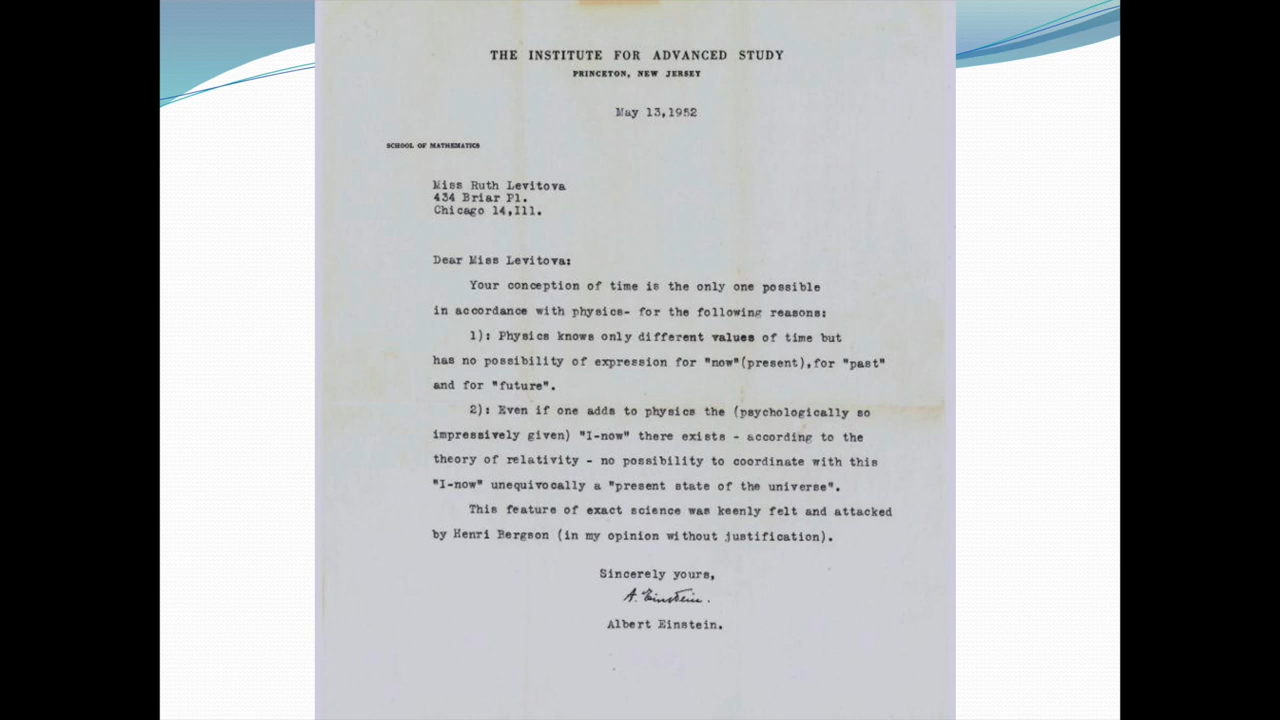 THE INSTITUTE FOR ADVANCED STUDY
PRINCETON, NEW JERSEY
May 13,1952
SCHOOL OF MATHEMATICS
Miss Ruth Levitova
434 Briar Pl.
Chicago 14,Ill.
Dear Miss Levitova:
Your conception of time is the only one possible
in accordance with physics- for the following reasons:
1): Physics knows only different values of time but
has no possibility of expression for "now"(present),for "past"
and for "future".
2): Even if one adds to physics the (psychologically so
impressively given) "I-now" there exists - according to the
theory of relativity - no possibility to coordinate with this
"I-now" unequivocally a "present state of the universe".
This feature of exact science was keenly felt and attacked
by Henri Bergson (in my opinion without justification).
Sincerely yours,
A. Einstein.
Albert Einstein.